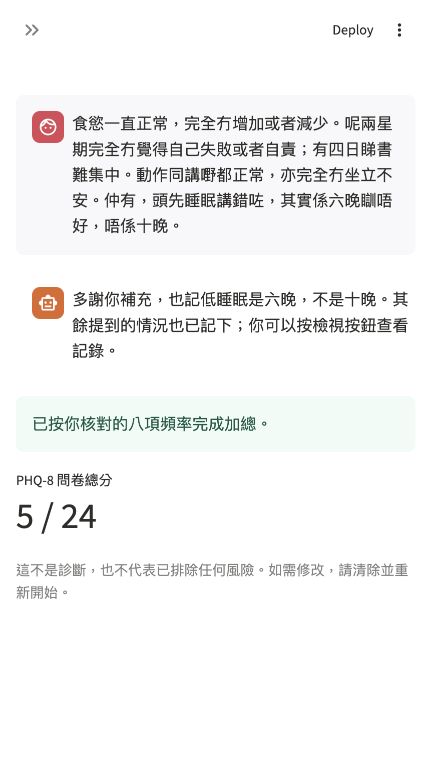 Deploy
食慾一直正常，完全冇增加或者減少。呢兩星
期完全冇覺得自己失敗或者自責；有四日睇書
難集中。動作同講嘢都正常，亦完全冇坐立不
安。仲有，頭先睡眠講錯咗，其實係六晚瞓唔
好，唔係十晚。
多謝你補充，也記低睡眠是六晚，不是十晚。其
餘提到的情況也已記下；你可以按檢視按鈕查看
記錄。
已按你核對的八項頻率完成加總。
PHQ-8 問卷總分
5 / 24
這不是診斷，也不代表已排除任何風險。如需修改，請清除並重
新開始。